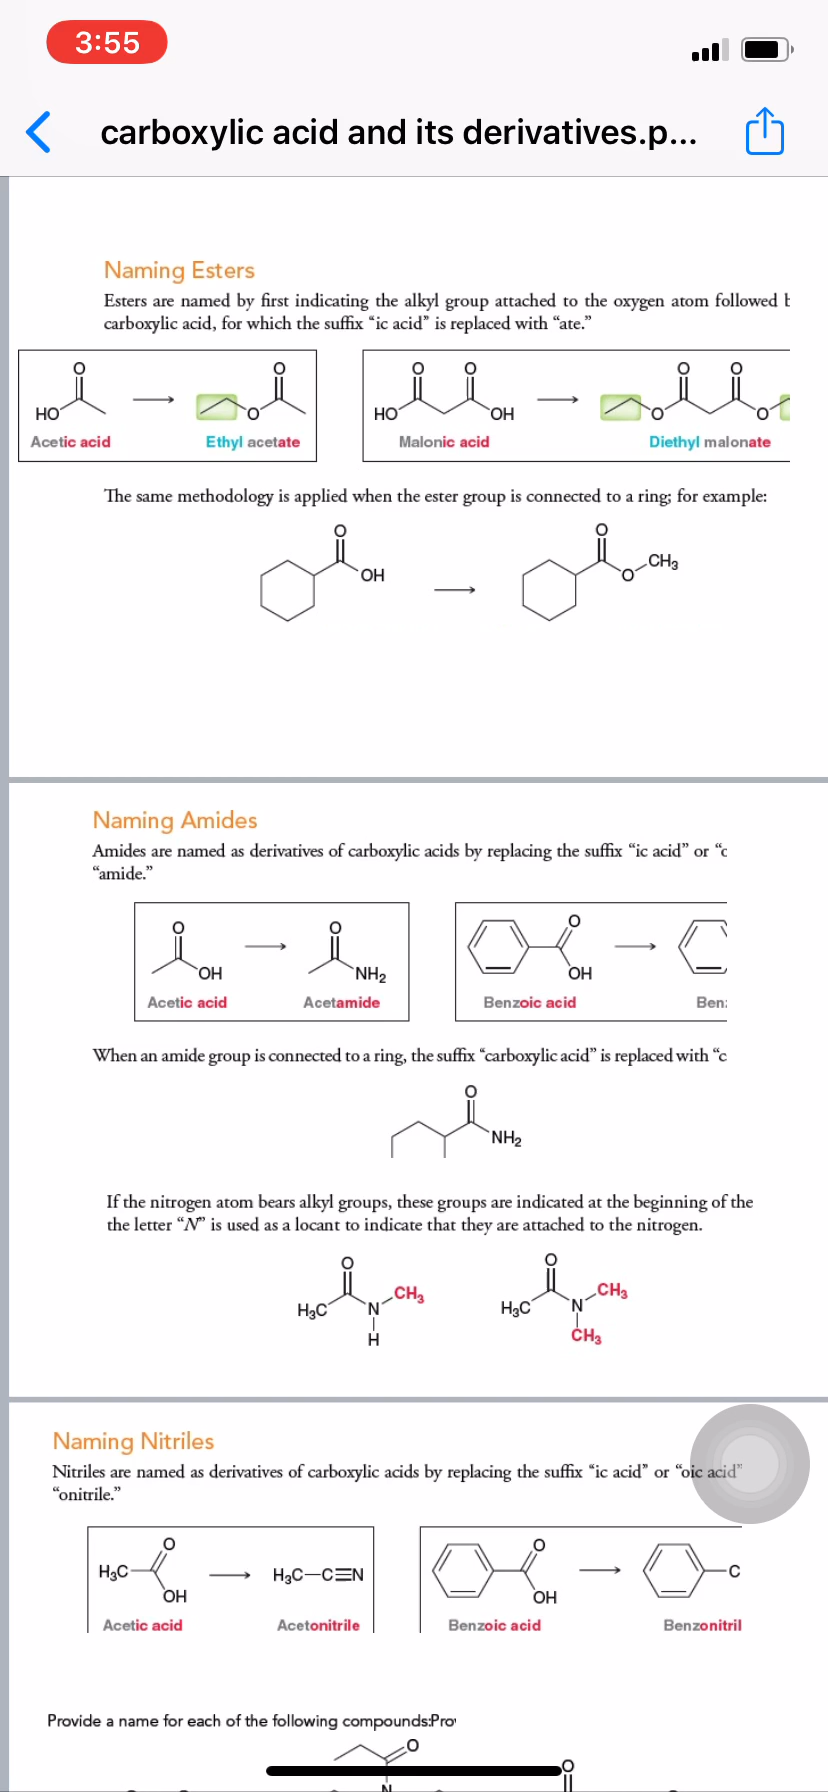 3:55
carboxylic acid and its derivatives.p...
Naming Esters
Esters are named by first indicating the alkyl group attached to the oxygen atom followed
carboxylic acid, for which the suffix “ic acid” is replaced with “ate.”
O O O O O O
HO O HO OH O O
Acetic acid Ethyl acetate Malonic acid Diethyl malonate
The same methodology is applied when the ester group is connected to a ring; for example:
O O
OH O CH3
Naming Amides
Amides are named as derivatives of carboxylic acids by replacing the suffix “ic acid” or
“amide.”
O O O
OH NH2 OH
Acetic acid Acetamide Benzoic acid Ben
When an amide group is connected to a ring, the suffix “carboxylic acid” is replaced with “c
O
NH2
If the nitrogen atom bears alkyl groups, these groups are indicated at the beginning of the
the letter “N” is used as a locant to indicate that they are attached to the nitrogen.
O O
H3C N CH3 H3C N CH3
H CH3
Naming Nitriles
Nitriles are named as derivatives of carboxylic acids by replacing the suffix “ic acid” or “oic acid”
“onitrile.”
O O
H3C H3C—C≡N C
OH OH
Acetic acid Acetonitrile Benzoic acid Benzonitril
Provide a name for each of the following compounds:Pro
O
N O